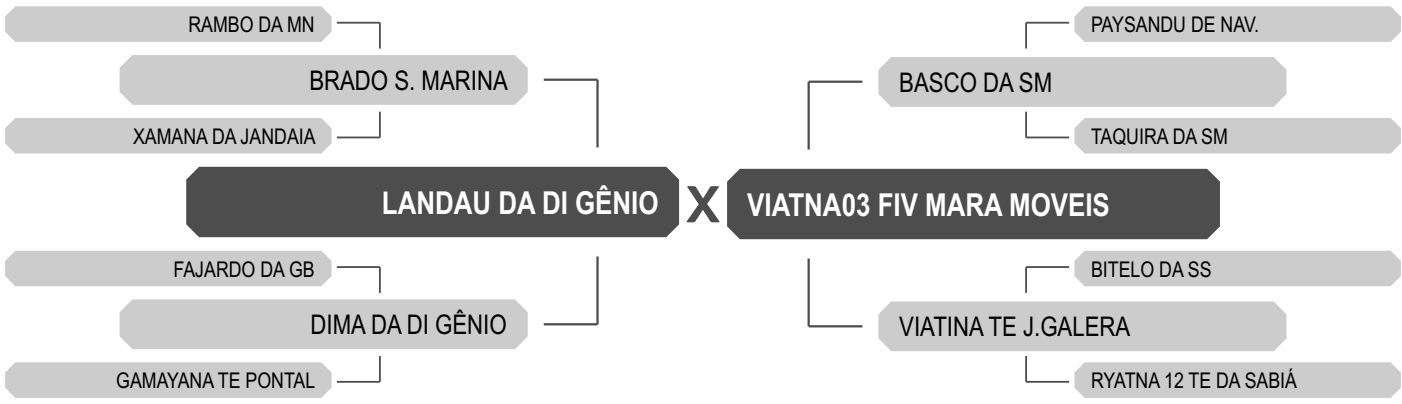 RAMBO DA MN
BRADO S. MARINA
XAMANA DA JANDAIA
LANDAU DA DI GÊNIO
FAJARDO DA GB
DIMA DA DI GÊNIO
GAMAYANA TE PONTAL
X
PAYSANDU DE NAV.
BASCO DA SM
TAQUIRA DA SM
VIATNA03 FIV MARA MOVEIS
BITELO DA SS
VIATINA TE J.GALERA
RYATNA 12 TE DA SABIÁ